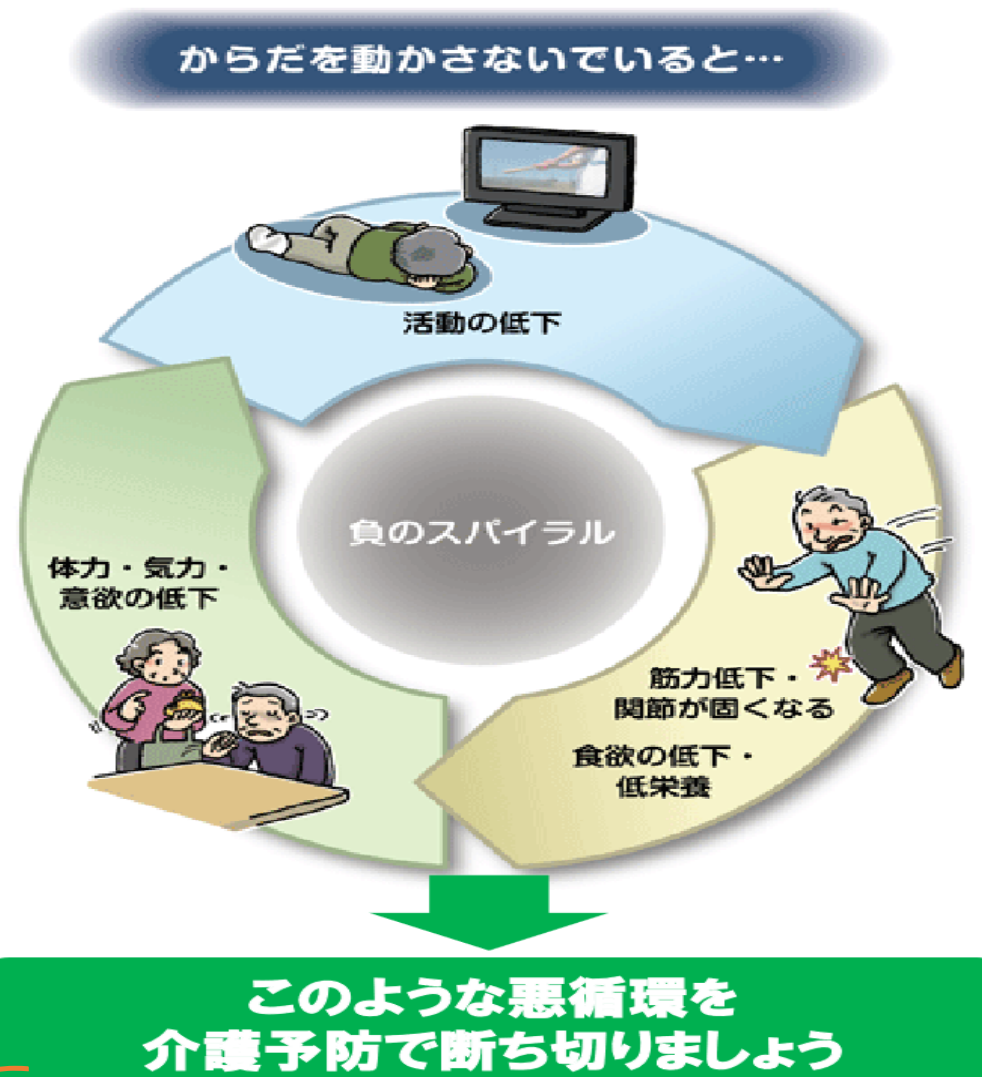 からだを動かさないでいると…
活動の低下
負のスパイラル
体力・気力・
意欲の低下
筋力低下・
関節が固くなる
食欲の低下・
低栄養
このような悪循環を
介護予防で断ち切りましょう